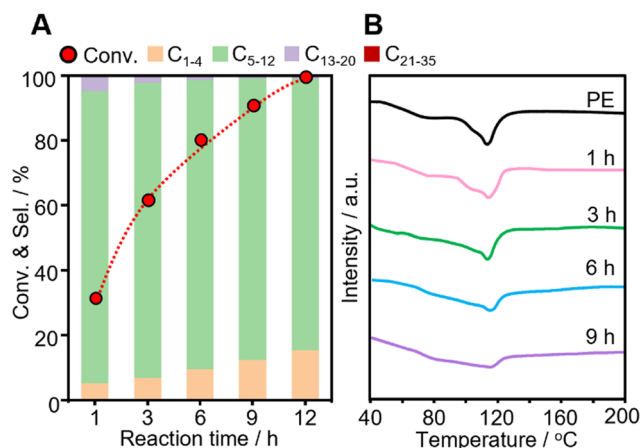 A
B
Conv. C₁₋₄ C₅₋₁₂ C₁₃₋₂₀ C₂₁₋₃₅
100
80
60
40
20
0
Conv. & Sel. / %
1 3 6 9 12
Reaction time / h
Intensity / a.u.
PE
1 h
3 h
6 h
9 h
40 80 120 160 200
Temperature / °C